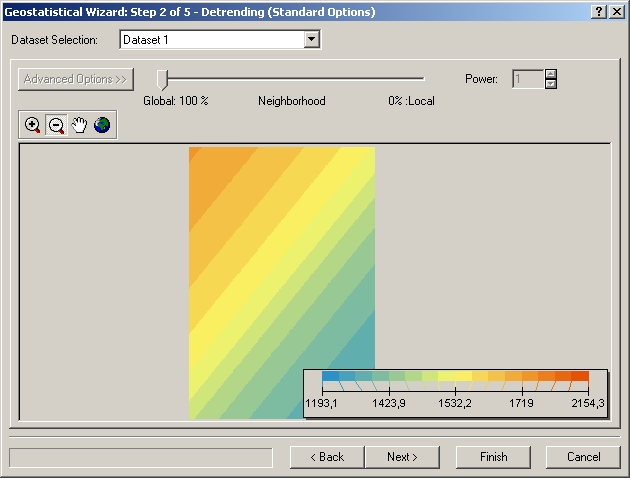 Geostatistical Wizard: Step 2 of 5 - Detrending (Standard Options)
Dataset Selection: Dataset 1
Advanced Options >> Power: 1
Global: 100 % Neighborhood 0% :Local
1193,1 1423,9 1532,2 1719 2154,3
< Back Next > Finish Cancel